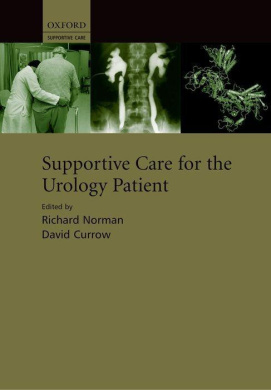 OXFORD
SUPPORTIVE CARE
Supportive Care for the
Urology Patient
Edited by
Richard Norman
David Currow